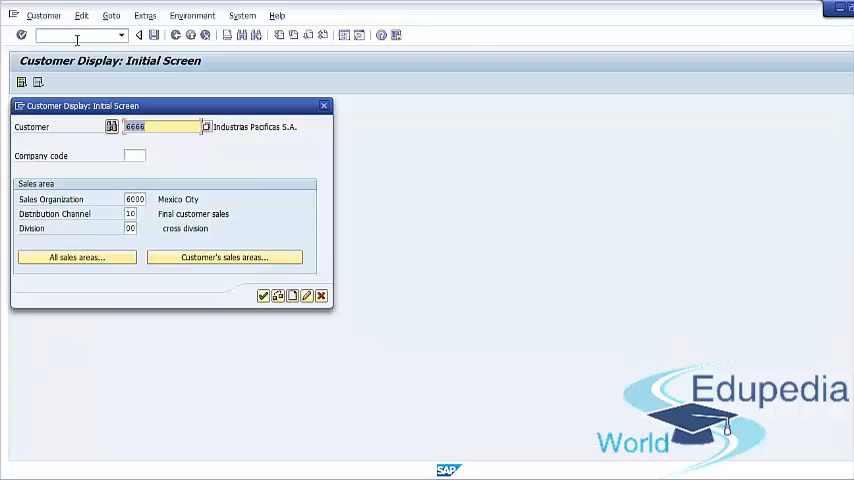 Customer Edit Goto Extras Environment System Help
Customer Display: Initial Screen
Customer Display: Initial Screen
Customer 6666 Industrias Pacificas S.A.
Company code
Sales area
Sales Organization 6000 Mexico City
Distribution Channel 10 Final customer sales
Division 00 cross division
All sales areas... Customer's sales areas...
Edupedia
World
SAP